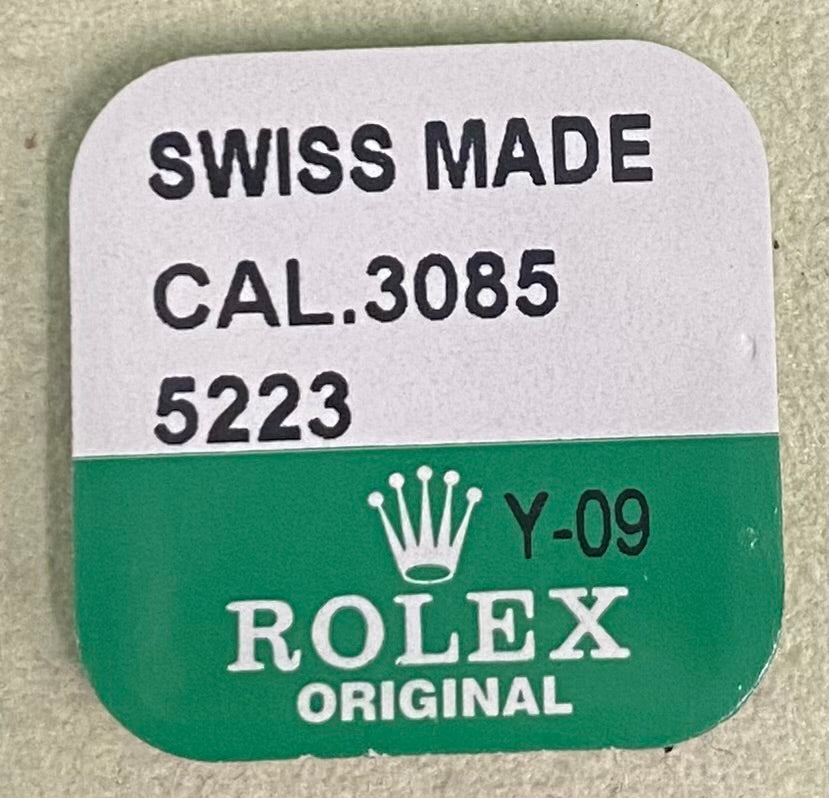 SWISS MADE
CAL.3085
5223
Y-09
ROLEX
ORIGINAL